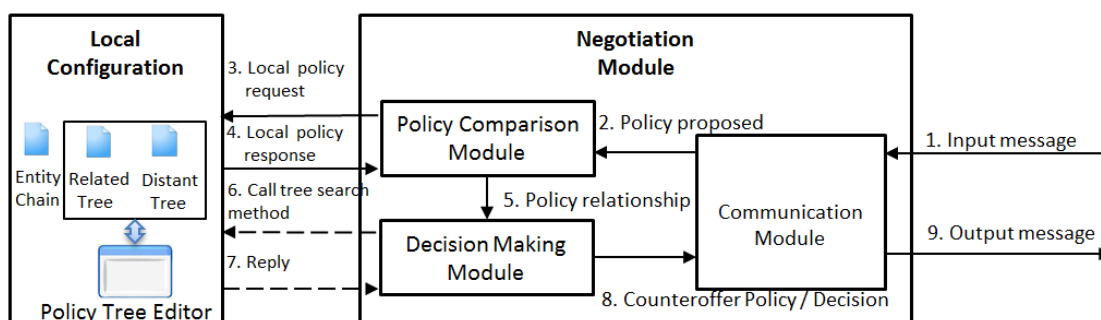 Local
Configuration
Negotiation
Module
3. Local policy
request
4. Local policy
response
6. Call tree search
method
7. Reply
Entity
Chain
Related
Tree
Distant
Tree
Policy Tree Editor
Policy Comparison
Module
2. Policy proposed
5. Policy relationship
Decision Making
Module
Communication
Module
8. Counteroffer Policy / Decision
1. Input message
9. Output message